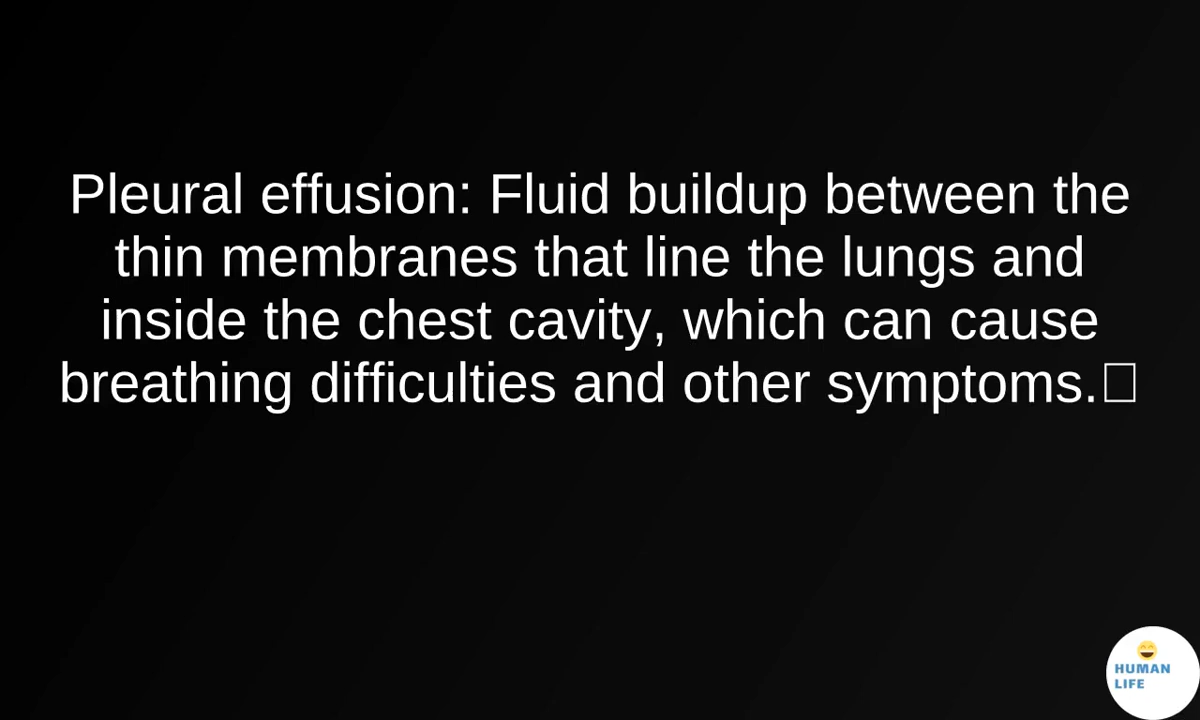 Pleural effusion: Fluid buildup between the
thin membranes that line the lungs and
inside the chest cavity, which can cause
breathing difficulties and other symptoms.
HUMAN
LIFE